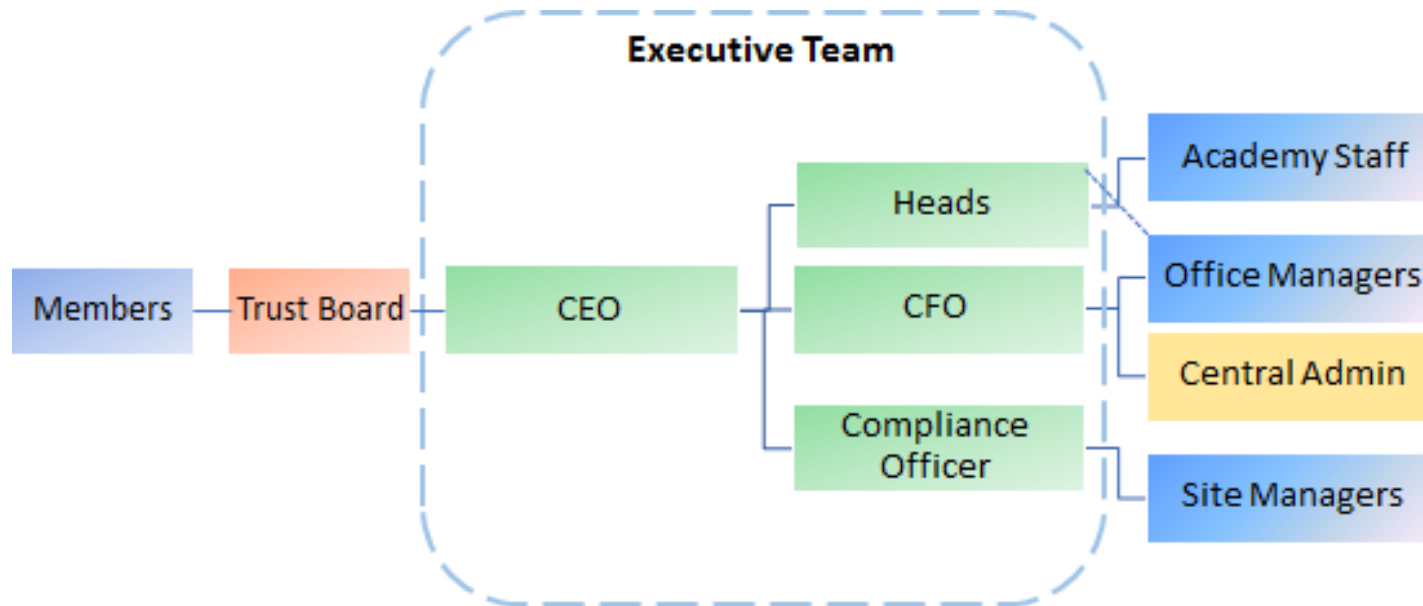 Executive Team
Academy Staff
Heads
Office Managers
Members
Trust Board
CEO
CFO
Central Admin
Compliance
Officer
Site Managers